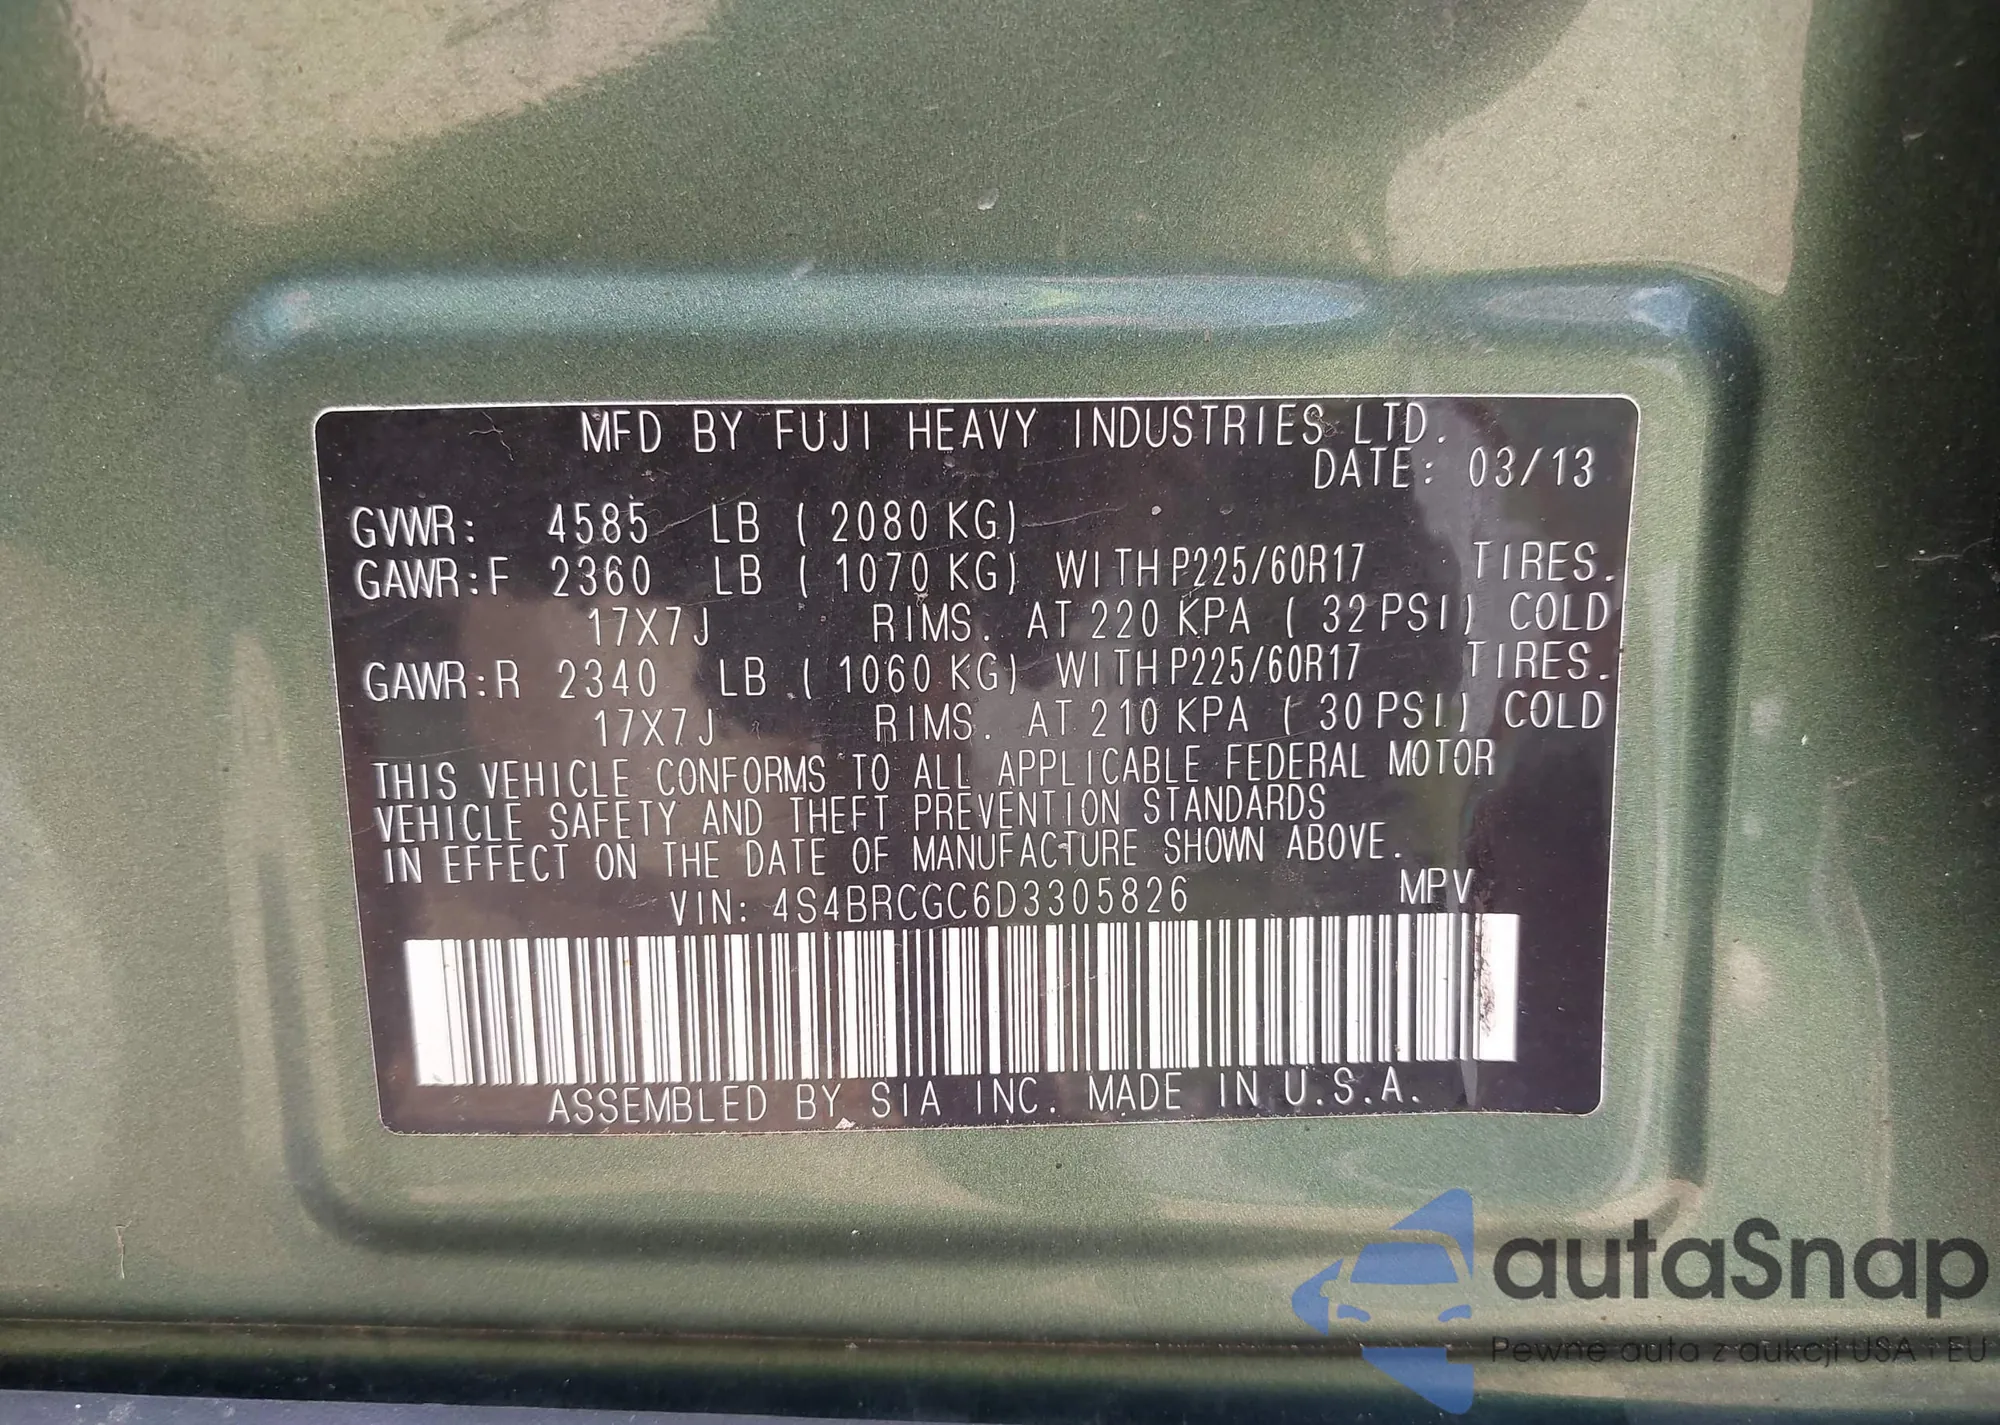 MFD BY FUJI HEAVY INDUSTRIES LTD.
DATE: 03/13
GVWR: 4585 LB ( 2080 KG)
GAWR:F 2360 LB ( 1070 KG) WITH P225/60R17 TIRES.
17X7J RIMS. AT 220 KPA ( 32 PSI) COLD
GAWR:R 2340 LB ( 1060 KG) WITH P225/60R17 TIRES.
17X7J RIMS. AT 210 KPA ( 30 PSI) COLD
THIS VEHICLE CONFORMS TO ALL APPLICABLE FEDERAL MOTOR
VEHICLE SAFETY AND THEFT PREVENTION STANDARDS
IN EFFECT ON THE DATE OF MANUFACTURE SHOWN ABOVE.
VIN: 4S4BRCGC6D3305826 MPV
ASSEMBLED BY SIA INC. MADE IN U.S.A.
autaSnap
Pewne auta z aukcji USA i EU